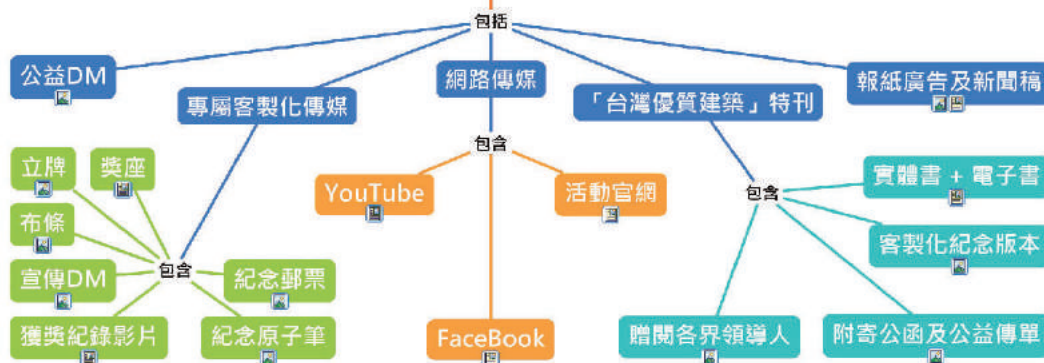 包括
公益DM
專屬客製化傳媒
網路傳媒
「台灣優質建築」特刊
報紙廣告及新聞稿
包含
立牌
獎座
布條
宣傳DM
獲獎紀錄影片
紀念郵票
紀念原子筆
包含
YouTube
活動官網
FaceBook
包含
實體書 + 電子書
客製化紀念版本
贈閱各界領導人
附寄公函及公益傳單